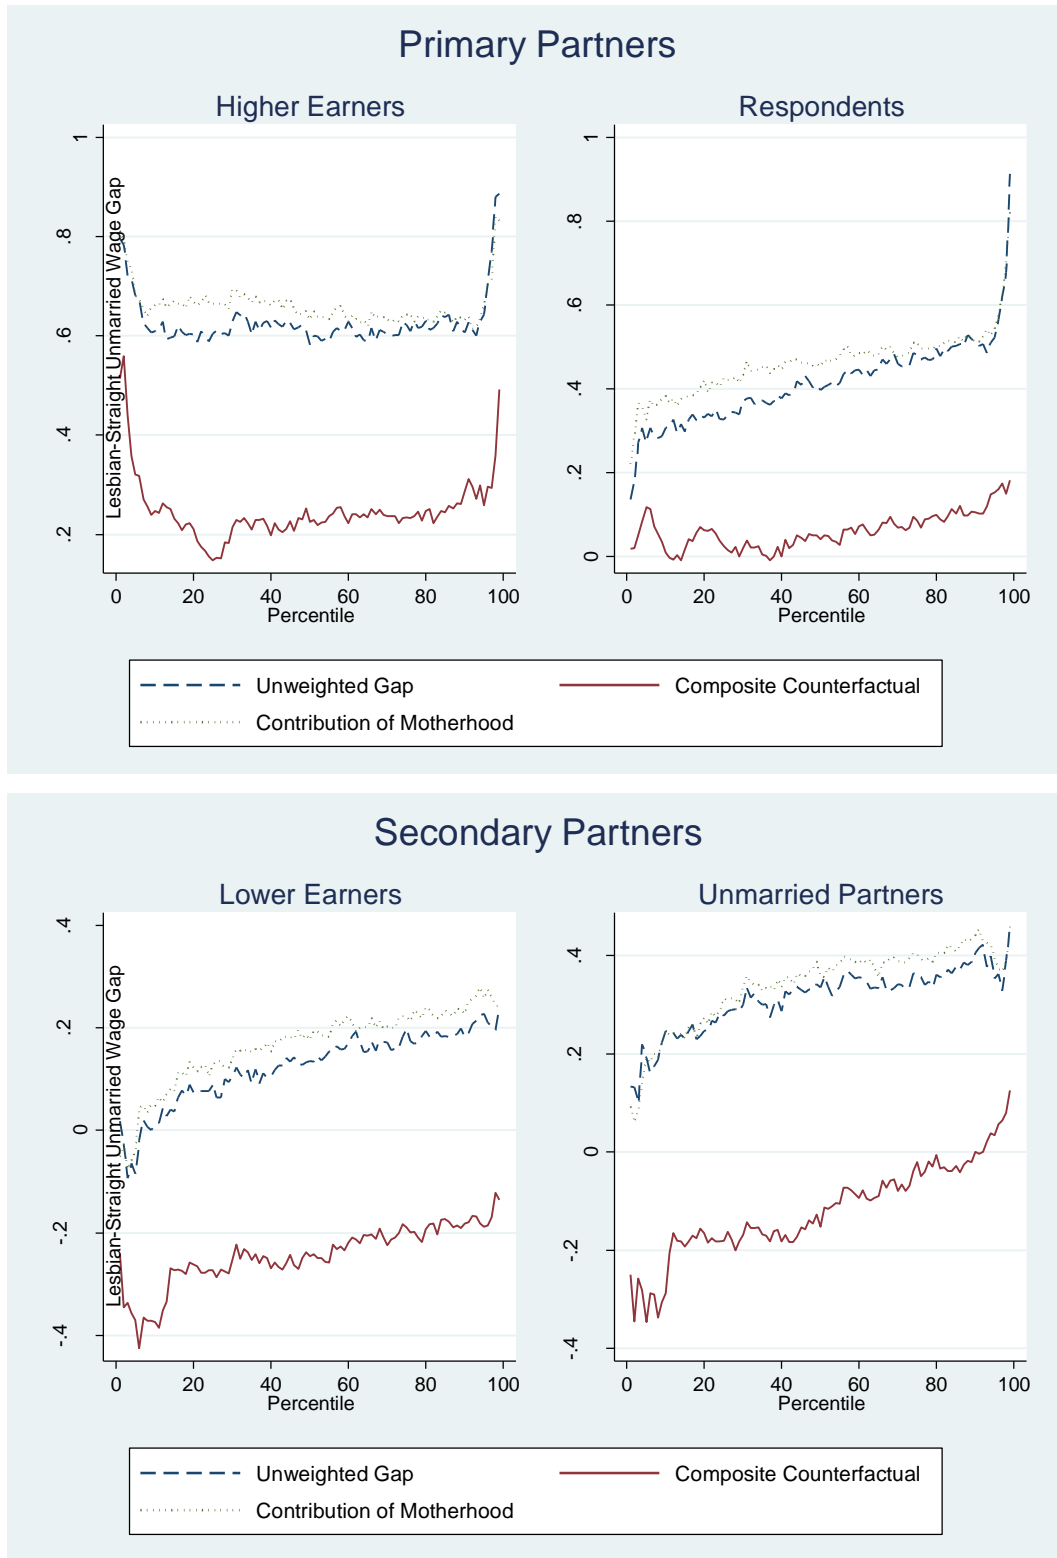 Primary Partners
Higher Earners
Respondents
Lesbian-Straight Unmarried Wage Gap
1
.8
.6
.4
.2
0 20 40 60 80 100
Percentile
1
.8
.6
.4
.2
0
0 20 40 60 80 100
Percentile
Unweighted Gap
Composite Counterfactual
Contribution of Motherhood
Secondary Partners
Lower Earners
Unmarried Partners
Lesbian-Straight Unmarried Wage Gap
.4
.2
0
-.2
-.4
0 20 40 60 80 100
Percentile
.4
.2
0
-.2
-.4
0 20 40 60 80 100
Percentile
Unweighted Gap
Composite Counterfactual
Contribution of Motherhood